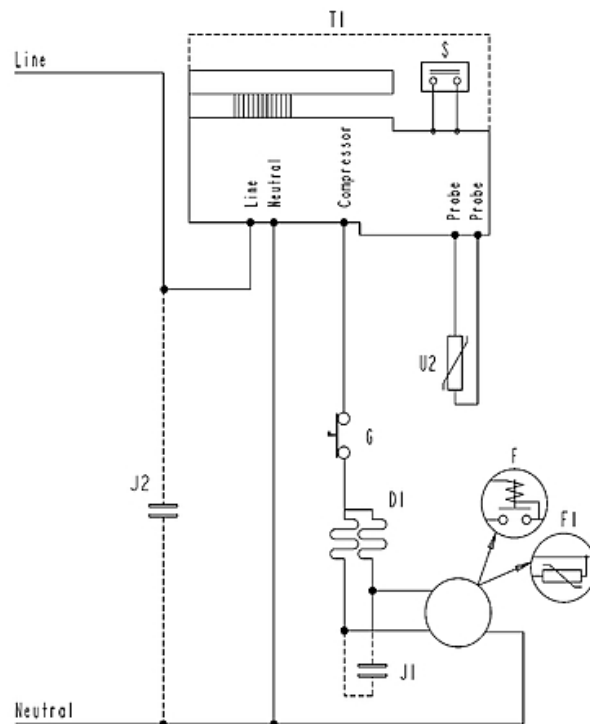 T1
Line
S
Line
Neutral
Compressor
Probe
Probe
U2
G
F
J2
D1
F1
J1
Neutral